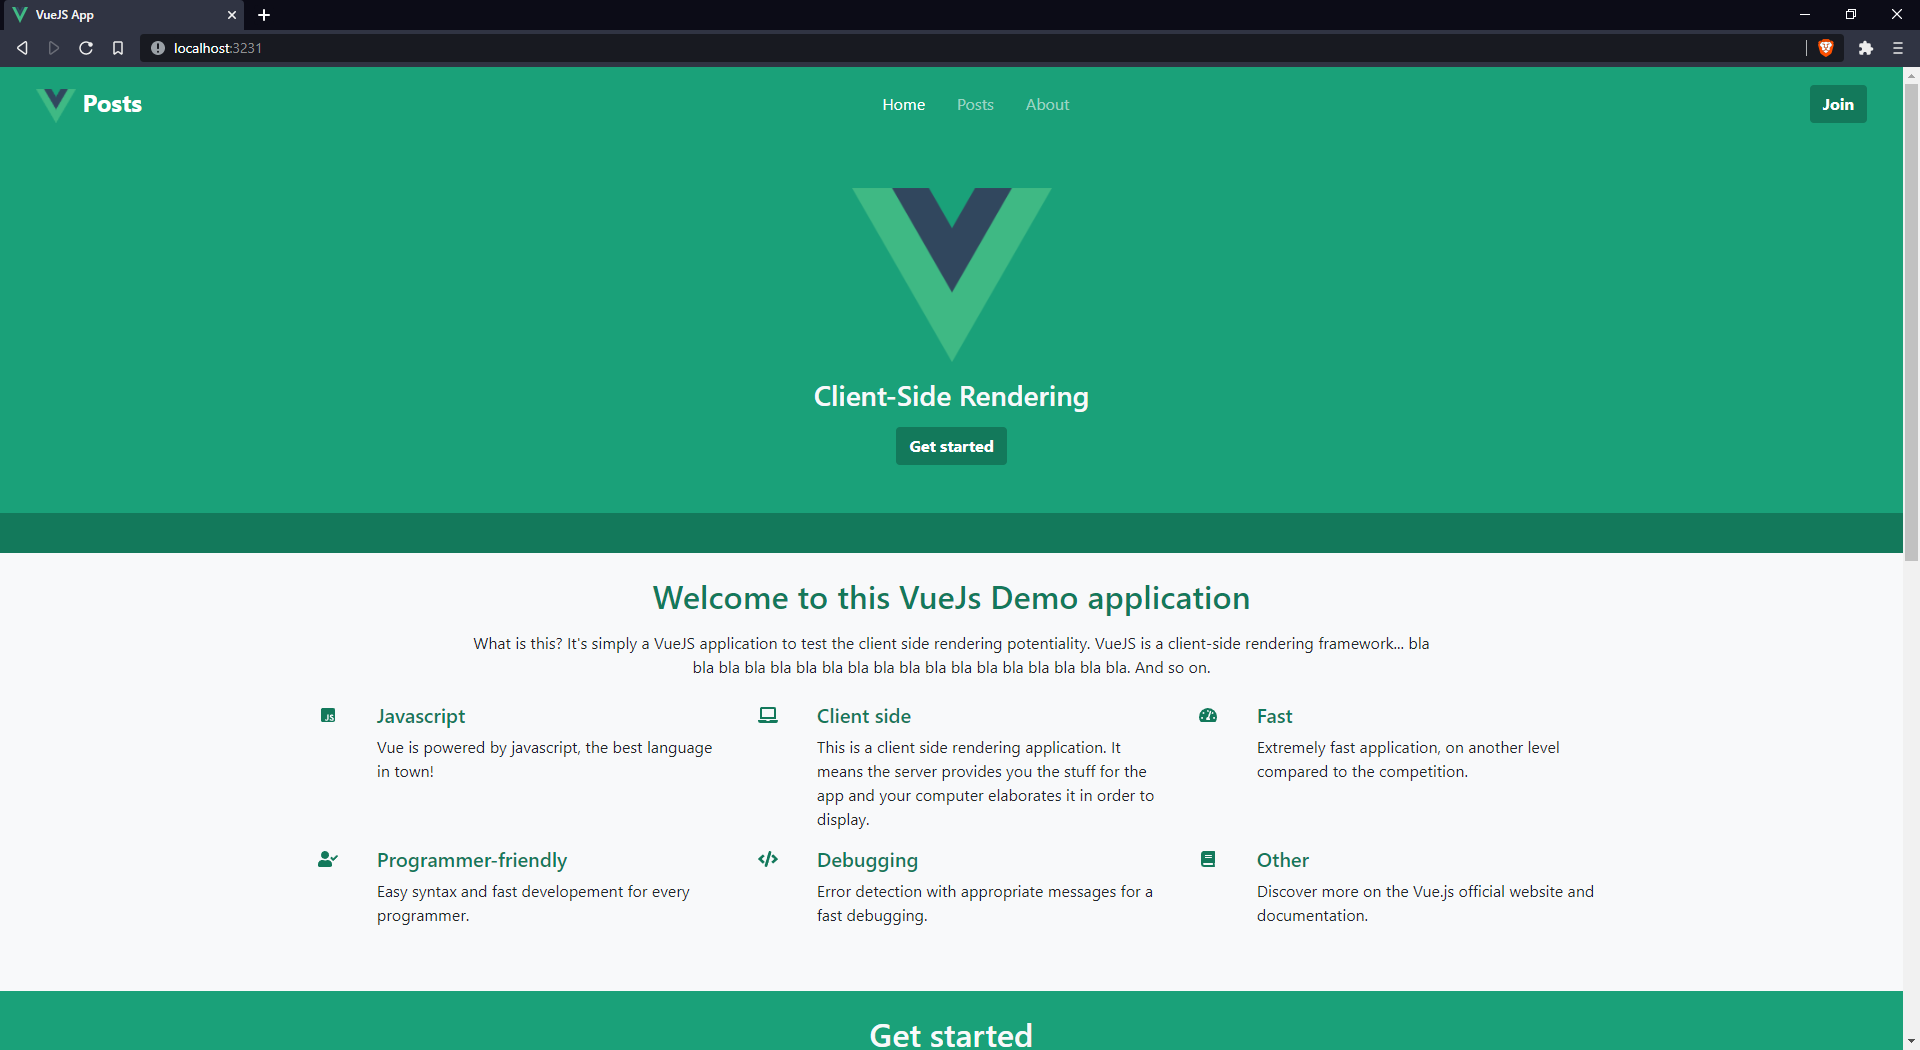 VueJS App
localhost:3231
Posts
Home
Posts
About
Join
Client-Side Rendering
Get started
Welcome to this VueJs Demo application
What is this? It's simply a VueJS application to test the client side rendering potentiality. VueJS is a client-side rendering framework... bla
bla bla bla bla bla bla bla bla bla bla bla bla bla bla bla bla bla. And so on.
JS
Javascript
Vue is powered by javascript, the best language
in town!
Client side
This is a client side rendering application. It
means the server provides you the stuff for the
app and your computer elaborates it in order to
display.
Fast
Extremely fast application, on another level
compared to the competition.
Programmer-friendly
Easy syntax and fast developement for every
programmer.
Debugging
Error detection with appropriate messages for a
fast debugging.
Other
Discover more on the Vue.js official website and
documentation.
Get started